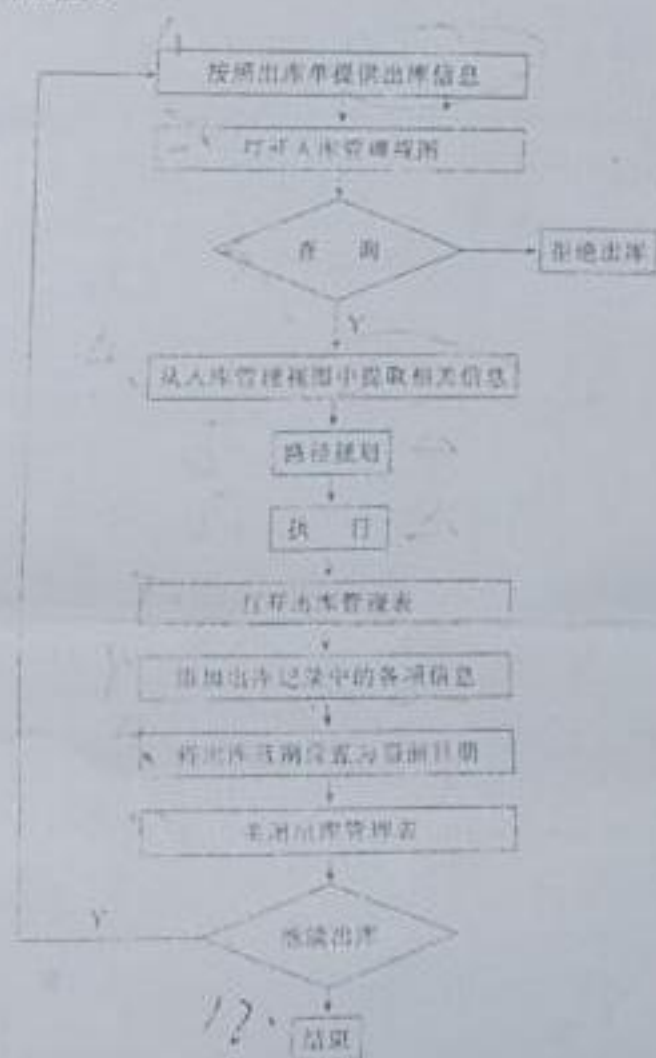 按照出库单提供出库信息
打开入库管理视图
查 询
拒绝出库
Y
从入库管理视图中提取相关信息
路径规划
执 行
打开出库管理表
添加出库记录中的各项信息
将出库日期设置为当前日期
关闭出库管理表
继续出库
Y
12.
结束